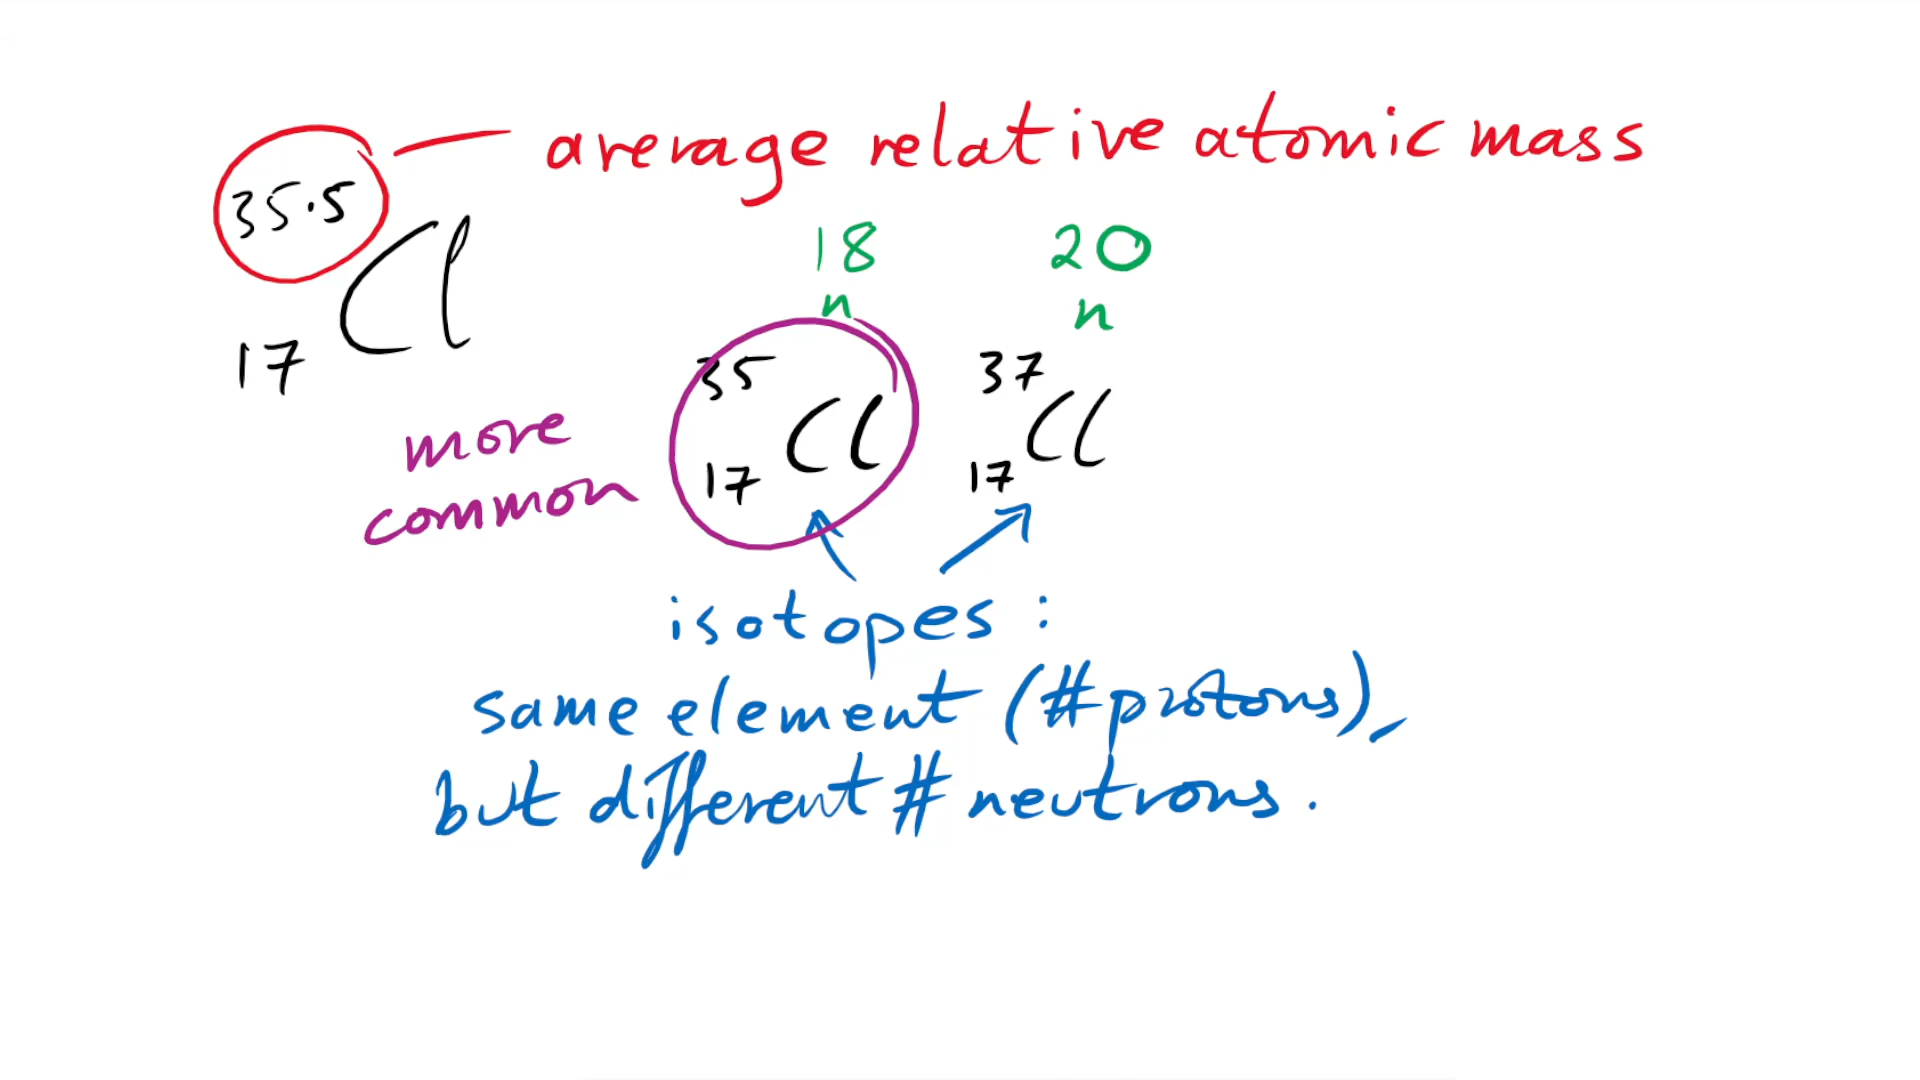 average relative atomic mass
35.5
Cl
17
18 20
n n
35 37
Cl Cl
17 17
more
common
isotopes:
same element (#protons),
but different # neutrons.